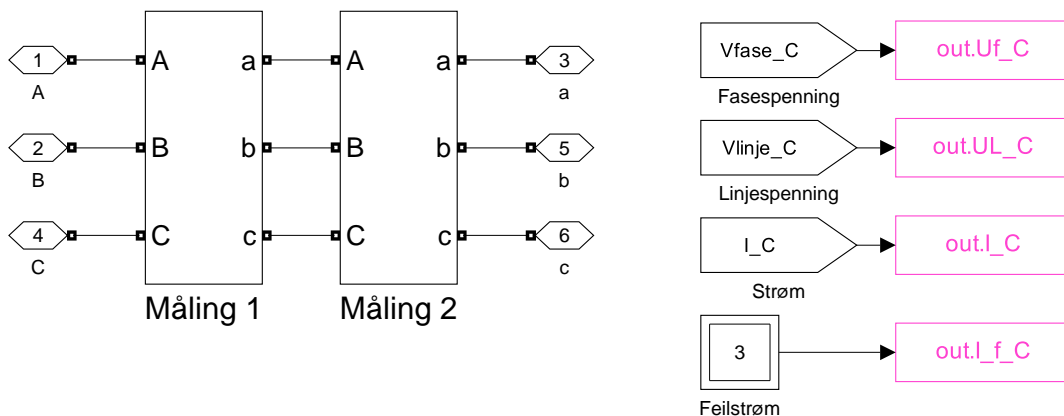 1
A
A
a
A
a
3
a
2
B
B
b
B
b
5
b
4
C
C
c
C
c
6
c
Måling 1
Måling 2
Vfase_C
out.Uf_C
Fasespenning
Vlinje_C
out.UL_C
Linjespenning
I_C
out.I_C
Strøm
3
out.I_f_C
Feilstrøm